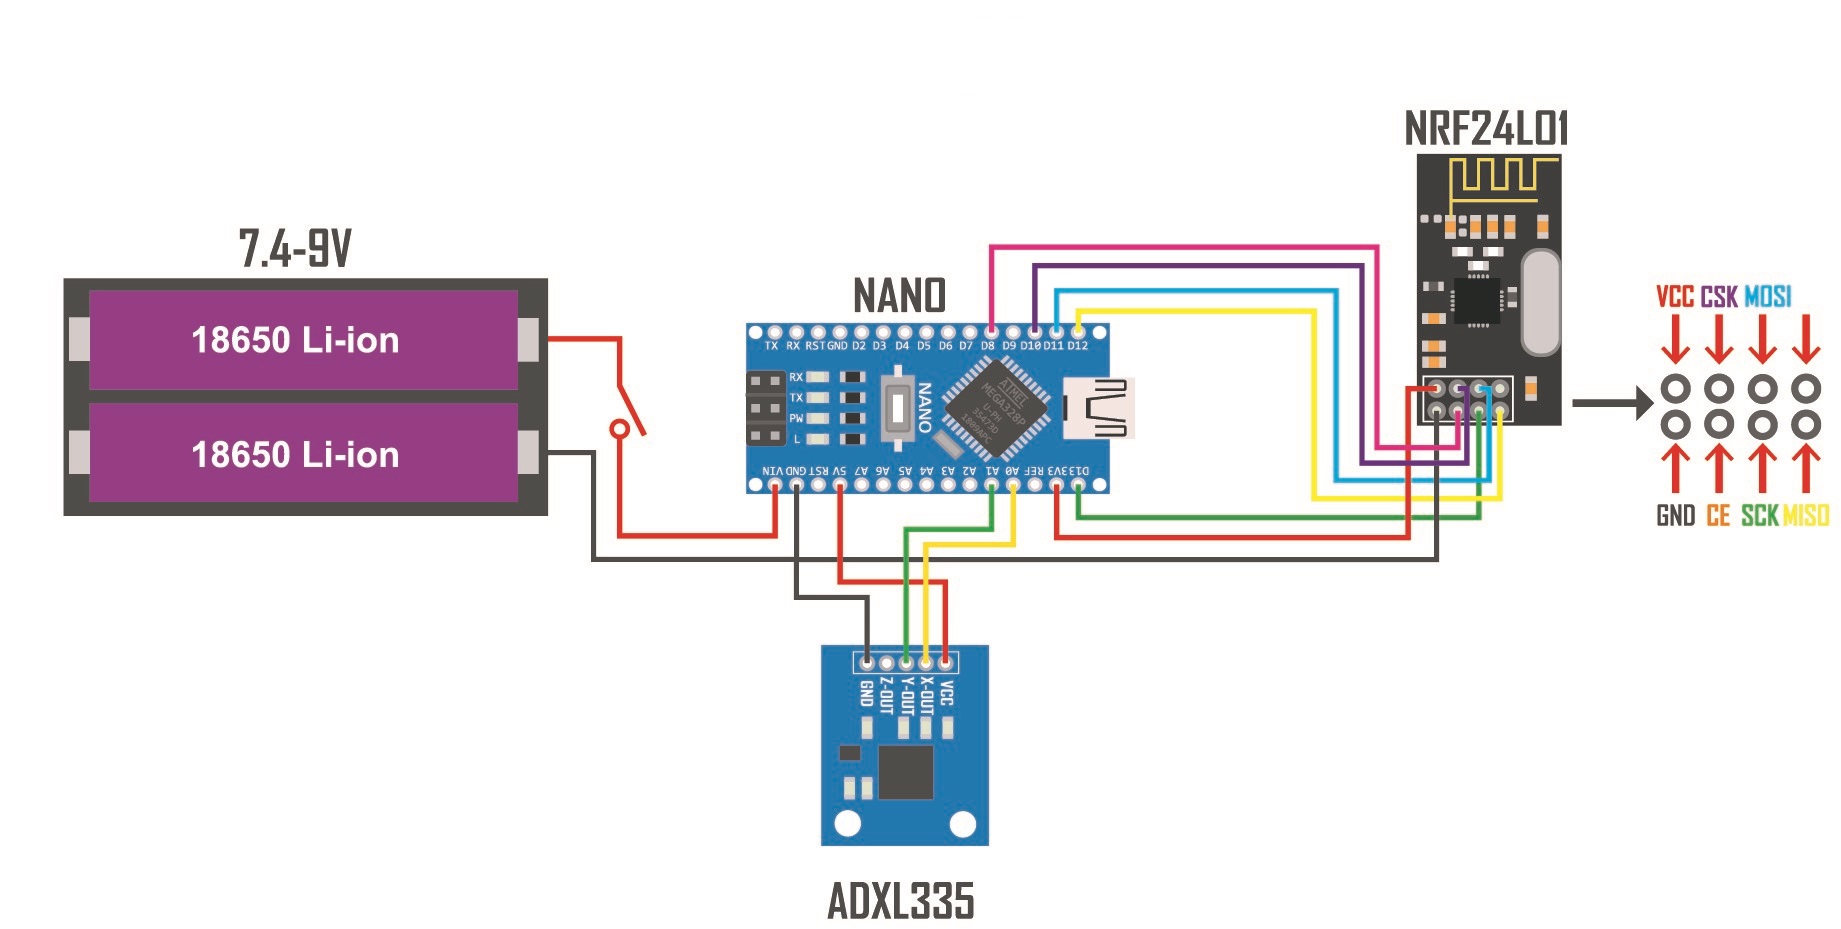 NRF24L01
7.4-9V
18650 Li-ion
18650 Li-ion
NANO
TX RX RST GND D2 D3 D4 D5 D6 D7 D8 D9 D10 D11 D12
RX
TX
PW
L
NANO
ATMEL
MEGA328P
U-PH
35473D
1809APC
VIN GND RST 5V A7 A6 A5 A4 A3 A2 A1 A0 REF 3V3 D13
VCC CSK MOSI
GND CE SCK MISO
GND Z-OUT Y-OUT X-OUT VCC
ADXL335